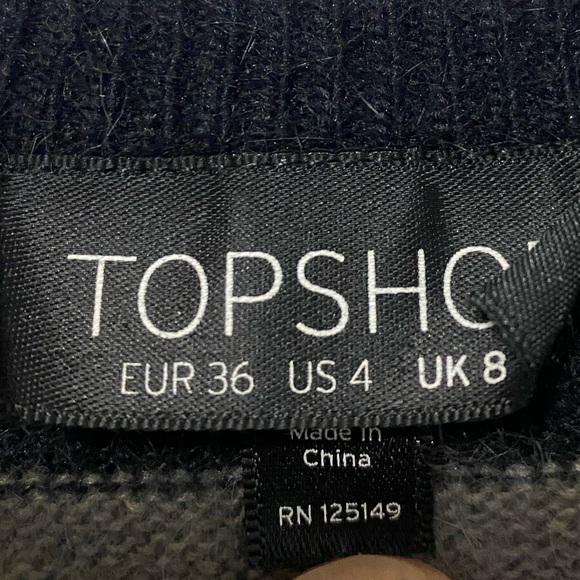 TOPSHO
EUR 36 US 4 UK 8
Made in
China
RN 125149